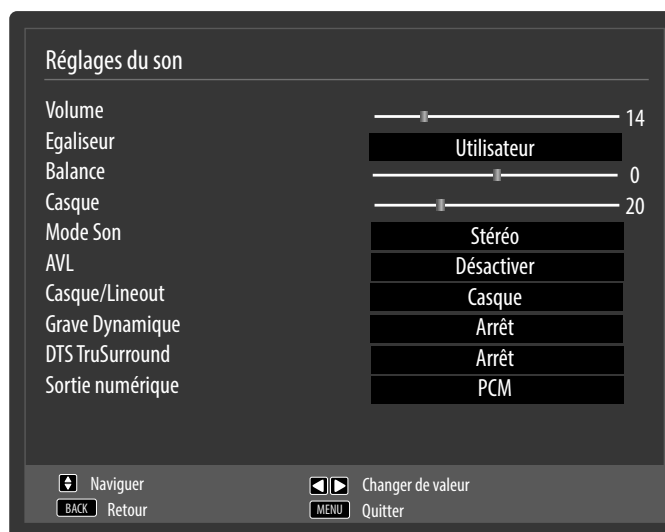 Réglages du son
Volume 14
Egaliseur Utilisateur
Balance 0
Casque 20
Mode Son Stéréo
AVL Désactiver
Casque/Lineout Casque
Grave Dynamique Arrêt
DTS TruSurround Arrêt
Sortie numérique PCM
Naviguer Changer de valeur
BACK Retour MENU Quitter